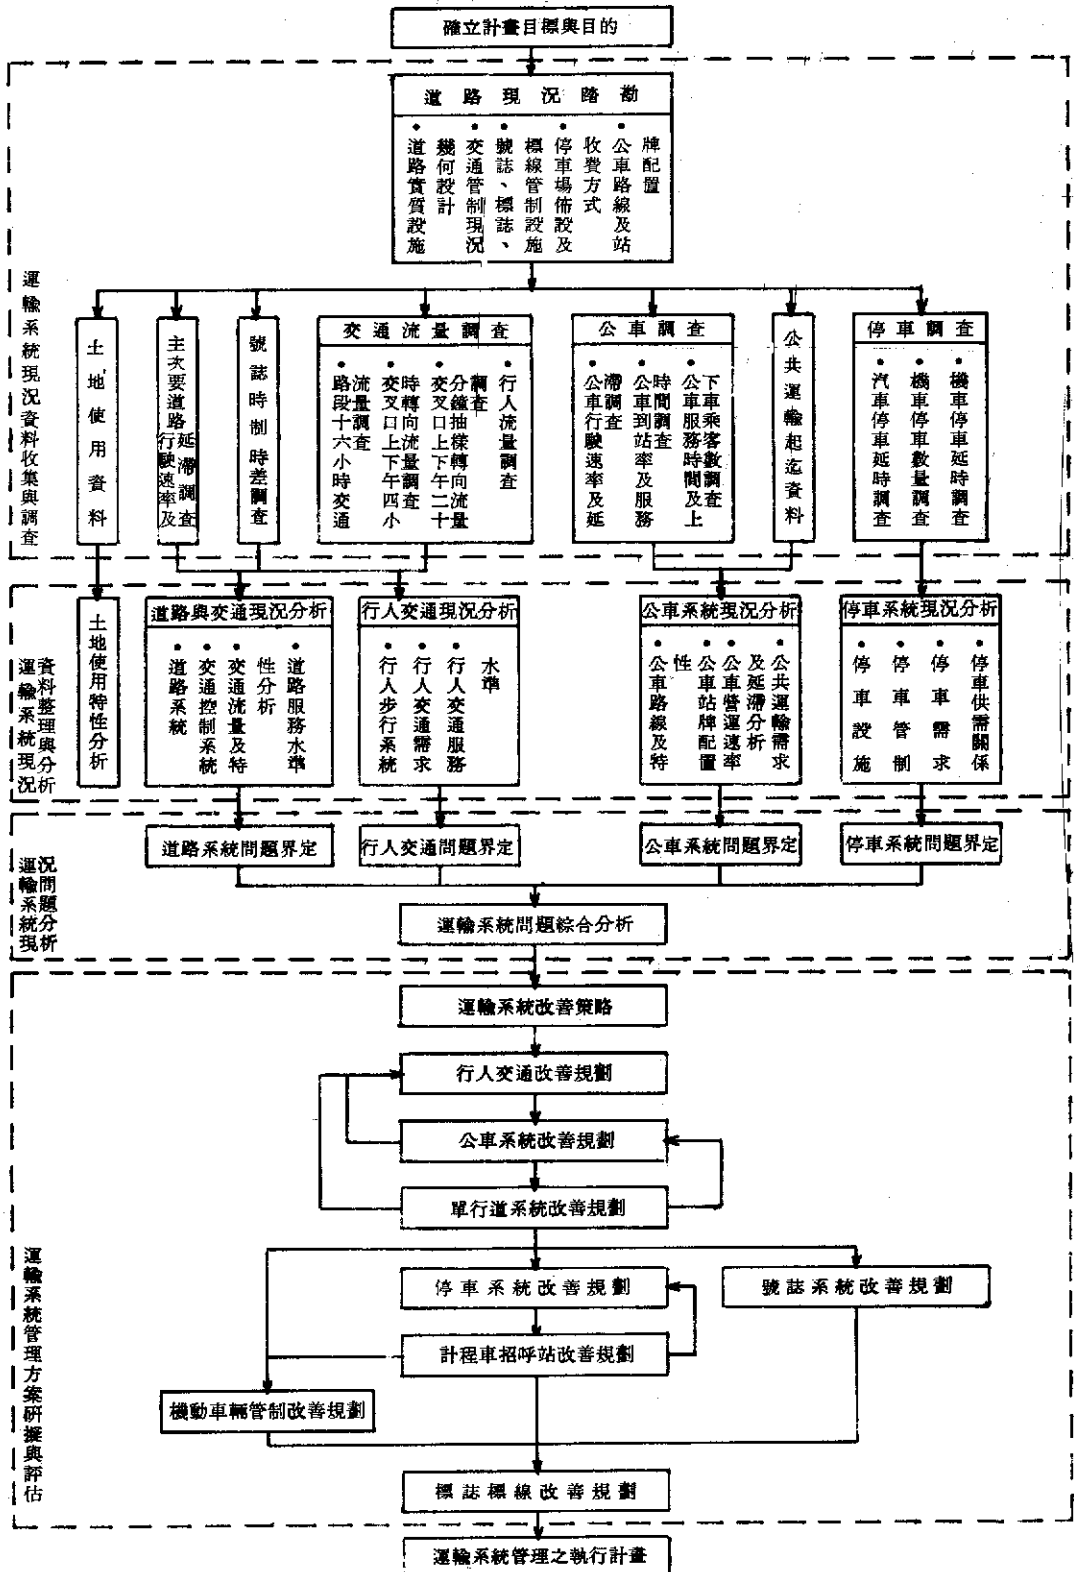 確立計畫目標與目的
道路現況踏勘
• 道路實質設施
幾何設計
• 交通管制現況
• 號誌、標誌、
標線管制設施
• 停車場佈設及
收費方式
• 公車路線及站
牌配置
運輸系統現況資料收集與調查
土地使用資料
主次要道路
行駛速率及
延滯調查
號誌時制時差調查
交通流量調查
• 路段十六小時交通
流量調查
• 交叉口上下午四小
時轉向流量調查
• 交叉口上下午二十
分鐘抽樣轉向流量
調查
• 行人流量調查
公車調查
• 公車行駛速率及延
滯調查
• 公車到站率及服務
時間調查
• 公車服務時間及上
下車乘客數調查
公共運輸起迄資料
停車調查
• 汽車停車延時調查
• 機車停車數量調查
• 機車停車延時調查
運輸系統現況
資料整理與分析
土地使用特性分析
道路與交通現況分析
• 道路系統
• 交通控制系統
• 交通流量及特
性分析
• 道路服務水準
行人交通現況分析
• 行人步行系統
• 行人交通需求
• 行人交通服務
水準
公車系統現況分析
• 公車路線及特
性
• 公車站牌配置
• 公車營運速率
及延滯分析
• 公共運輸需求
停車系統現況分析
• 停車設施
• 停車管制
• 停車需求
• 停車供需關係
運輸系統現
況問題分析
道路系統問題界定
行人交通問題界定
公車系統問題界定
停車系統問題界定
運輸系統問題綜合分析
運輸系統管理方案研擬與評估
運輸系統改善策略
行人交通改善規劃
公車系統改善規劃
單行道系統改善規劃
停車系統改善規劃
號誌系統改善規劃
計程車招呼站改善規劃
機動車輛管制改善規劃
標誌標線改善規劃
運輸系統管理之執行計畫